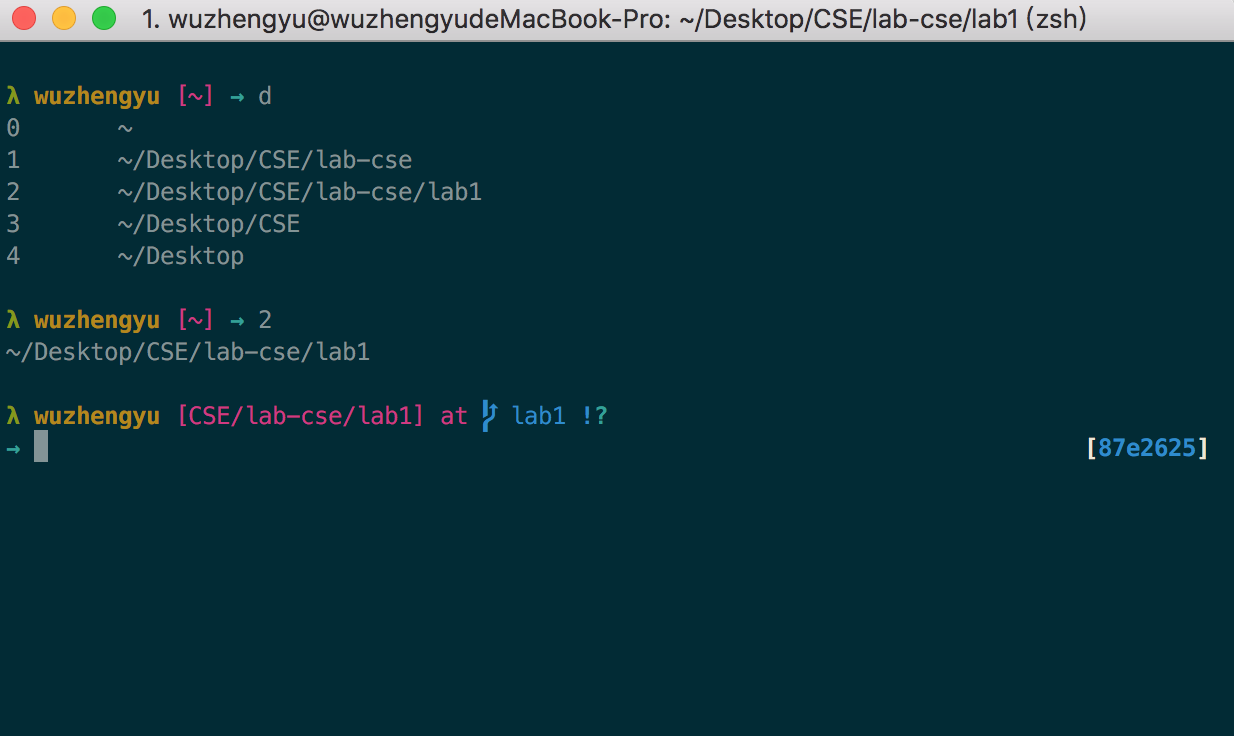 1. wuzhengyu@wuzhengyudeMacBook-Pro: ~/Desktop/CSE/lab-cse/lab1 (zsh)
λ wuzhengyu [~] → d
0 ~
1 ~/Desktop/CSE/lab-cse
2 ~/Desktop/CSE/lab-cse/lab1
3 ~/Desktop/CSE
4 ~/Desktop
λ wuzhengyu [~] → 2
~/Desktop/CSE/lab-cse/lab1
λ wuzhengyu [CSE/lab-cse/lab1] at lab1 !?
→ [87e2625]